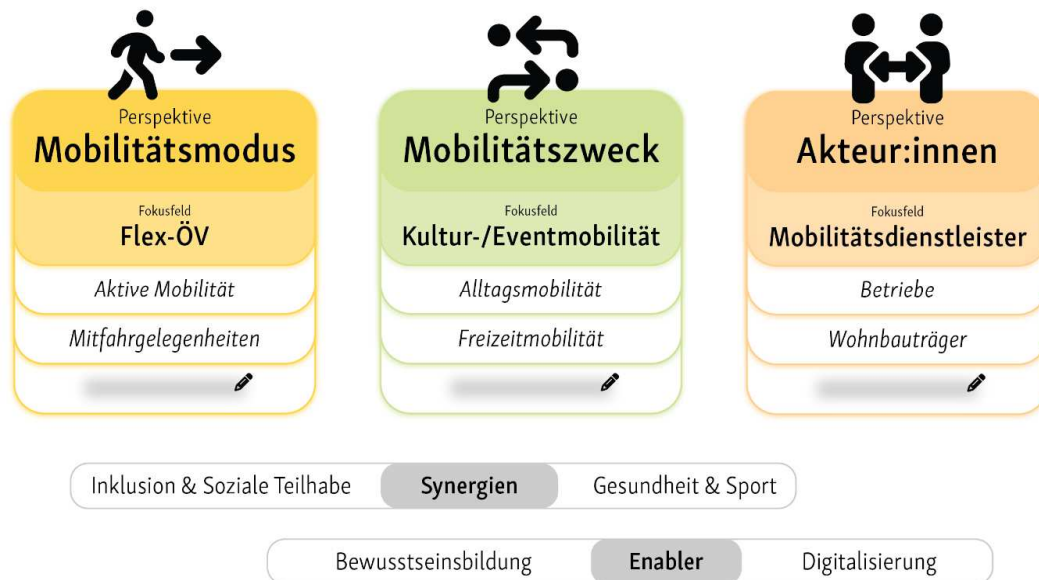 Perspektive
Mobilitätsmodus
Fokusfeld
Flex-ÖV
Aktive Mobilität
Mitfahrgelegenheiten
Perspektive
Mobilitätszweck
Fokusfeld
Kultur-/Eventmobilität
Alltagsmobilität
Freizeitmobilität
Perspektive
Akteur:innen
Fokusfeld
Mobilitätsdienstleister
Betriebe
Wohnbauträger
Inklusion & Soziale Teilhabe Synergien Gesundheit & Sport
Bewusstseinsbildung Enabler Digitalisierung